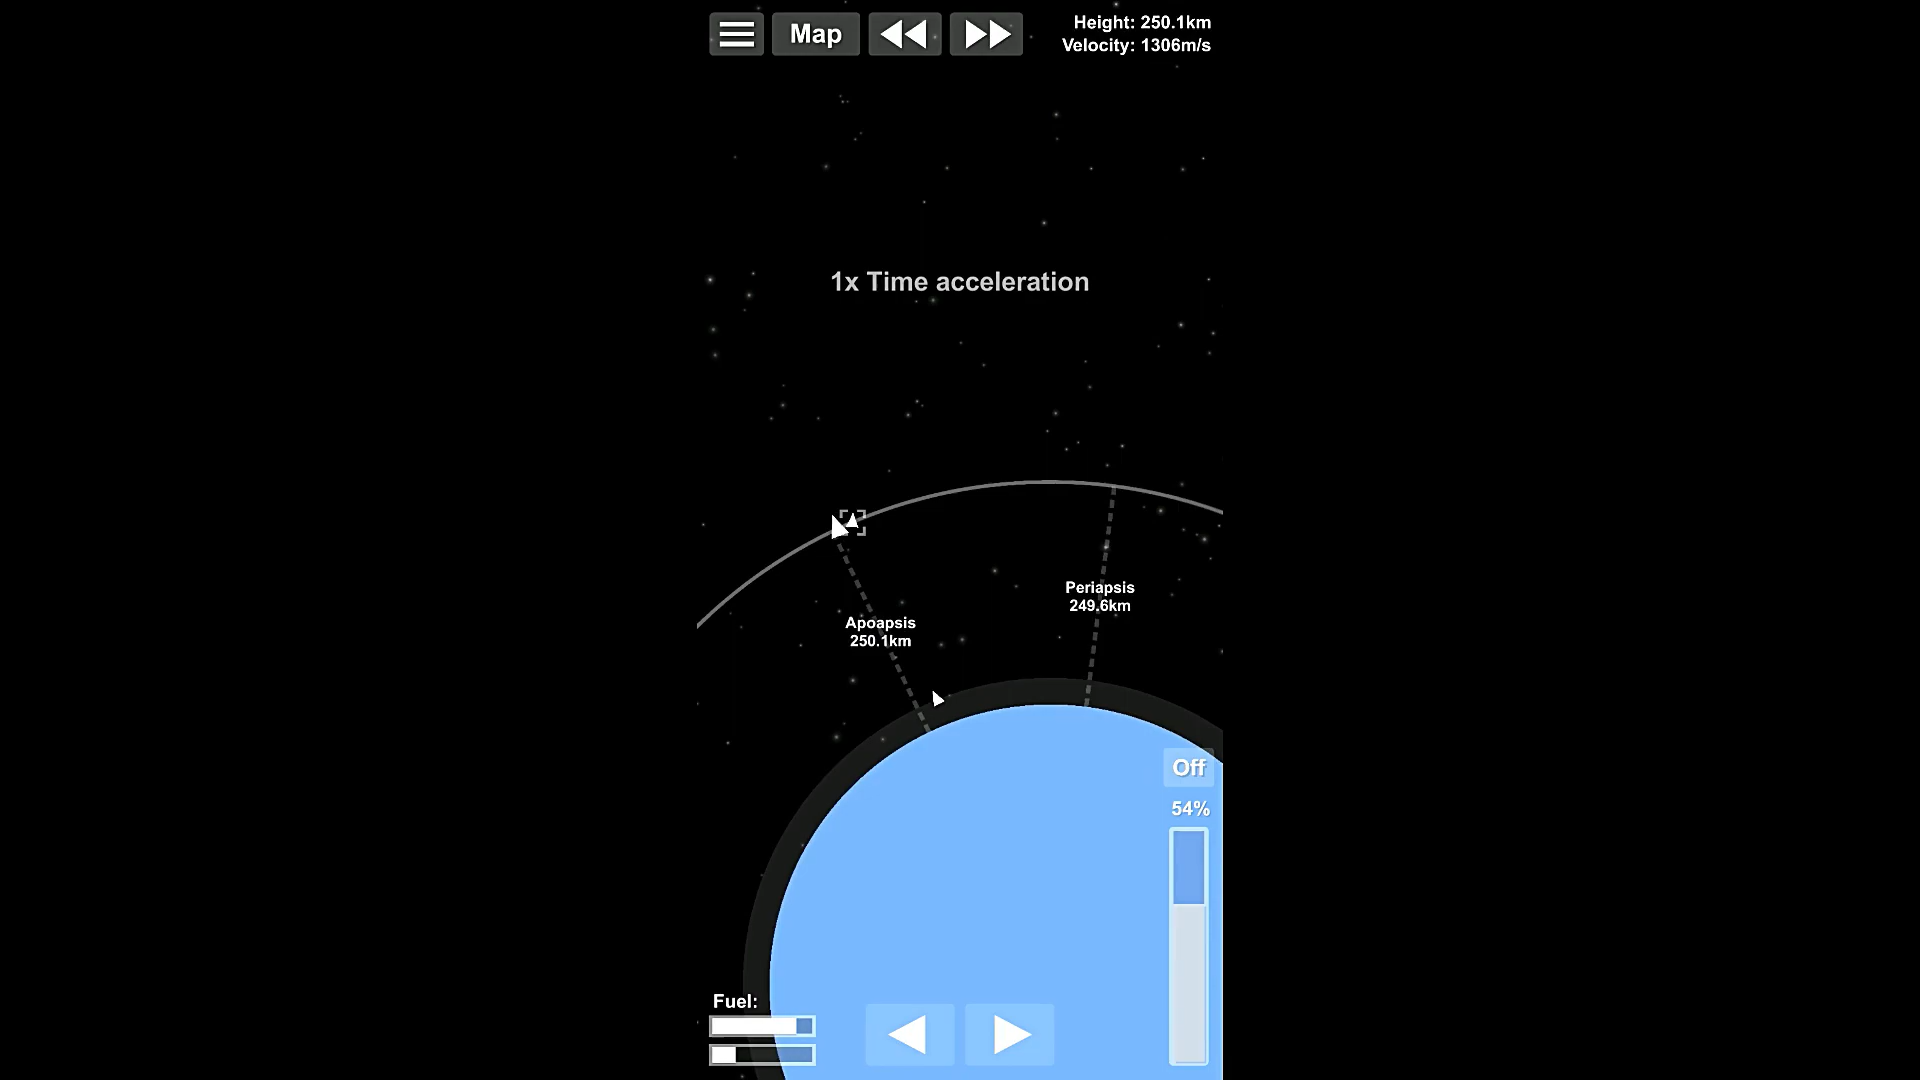 Map
Height: 250.1km
Velocity: 1306m/s
1x Time acceleration
Periapsis
249.6km
Apoapsis
250.1km
Off
54%
Fuel: